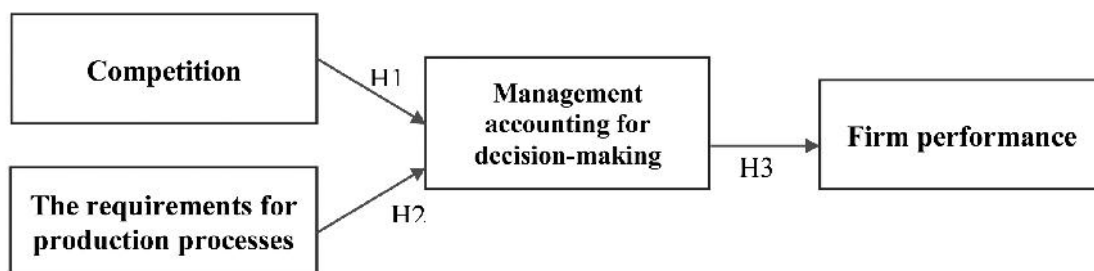 Competition
H1
Management
accounting for
decision-making
H3
Firm performance
The requirements for
production processes
H2